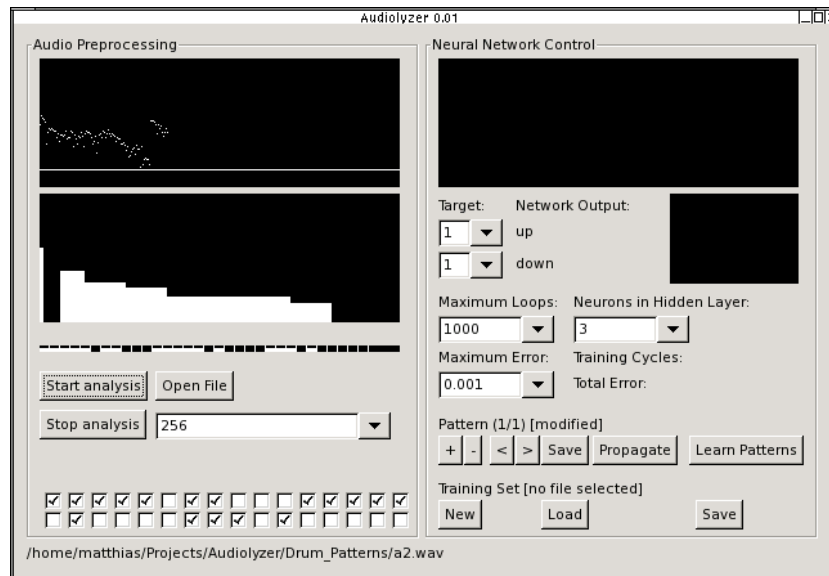 Audiolyzer 0.01
Audio Preprocessing
Start analysis Open File
Stop analysis 256
Neural Network Control
Target: Network Output:
1 up
1 down
Maximum Loops: Neurons in Hidden Layer:
1000 3
Maximum Error: Training Cycles:
0.001 Total Error:
Pattern (1/1) [modified]
+ - < > Save Propagate Learn Patterns
Training Set [no file selected]
New Load Save
/home/matthias/Projects/Audiolyzer/Drum_Patterns/a2.wav